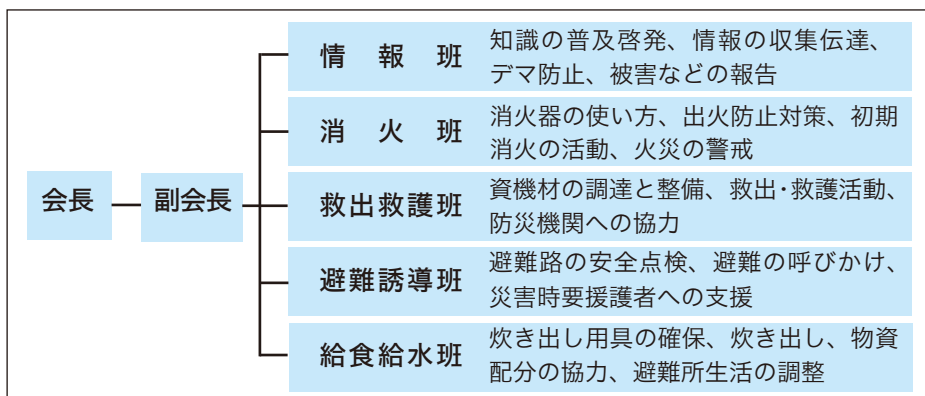 会長
副会長
情報班
知識の普及啓発、情報の収集伝達、
デマ防止、被害などの報告
消火班
消火器の使い方、出火防止対策、初期
消火の活動、火災の警戒
救出救護班
資機材の調達と整備、救出・救護活動、
防災機関への協力
避難誘導班
避難路の安全点検、避難の呼びかけ、
災害時要援護者への支援
給食給水班
炊き出し用具の確保、炊き出し、物資
配分の協力、避難所生活の調整